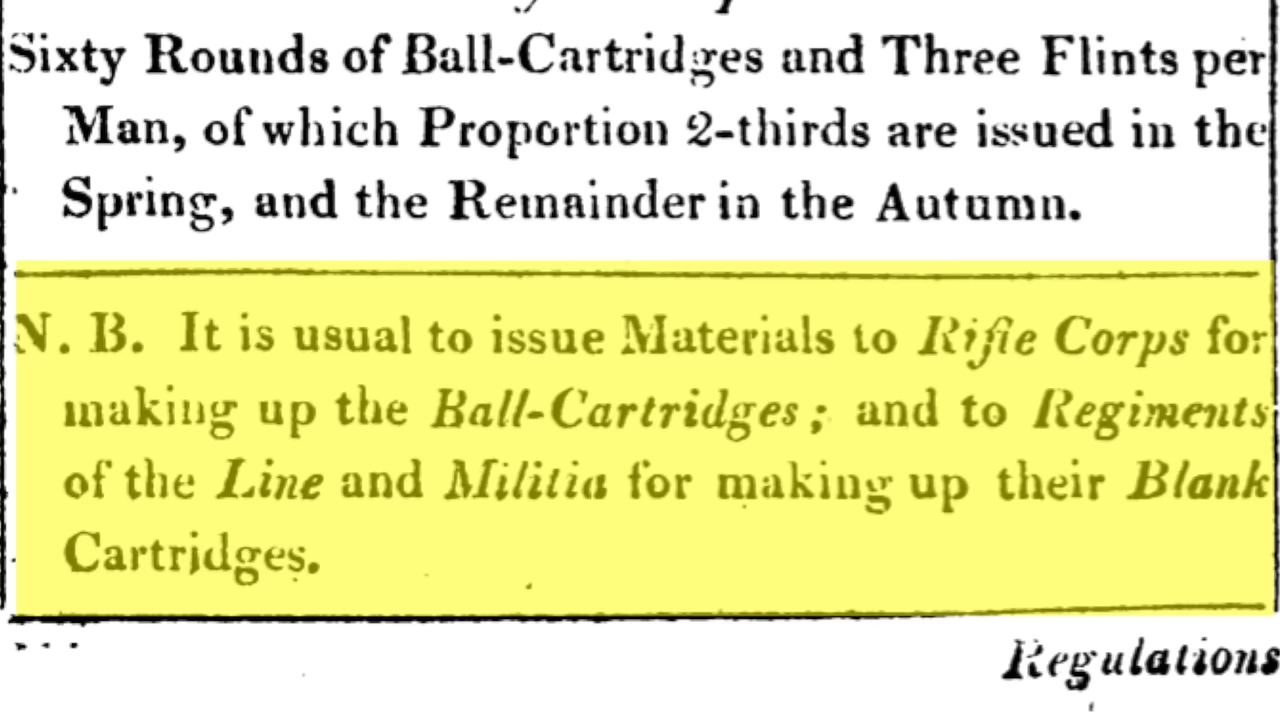 Sixty Rounds of Ball-Cartridges and Three Flints per
Man, of which Proportion 2-thirds are issued in the
Spring, and the Remainder in the Autumn.
N. B. It is usual to issue Materials to Rifle Corps for
making up the Ball-Cartridges; and to Regiments
of the Line and Militia for making up their Blank
Cartridges.
Regulations